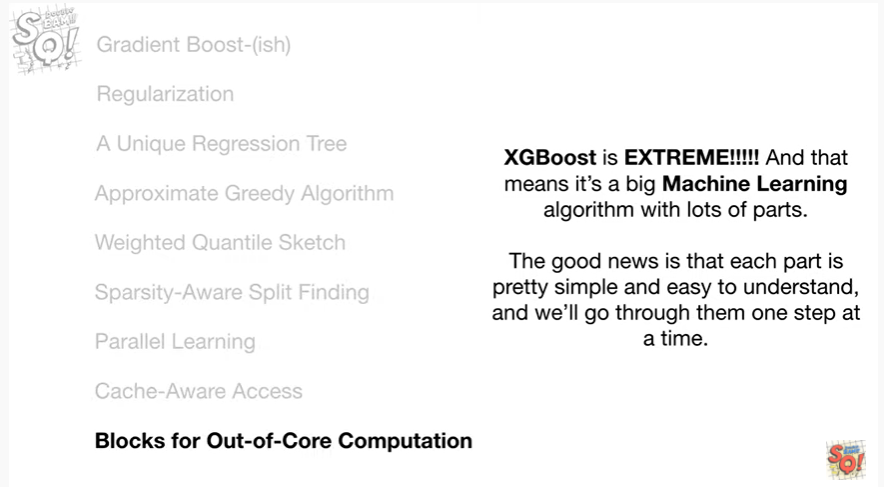 Gradient Boost-(ish)
Regularization
A Unique Regression Tree
Approximate Greedy Algorithm
Weighted Quantile Sketch
Sparsity-Aware Split Finding
Parallel Learning
Cache-Aware Access
Blocks for Out-of-Core Computation
XGBoost is EXTREME!!!!! And that
means it’s a big Machine Learning
algorithm with lots of parts.
The good news is that each part is
pretty simple and easy to understand,
and we’ll go through them one step at
a time.
SQ!